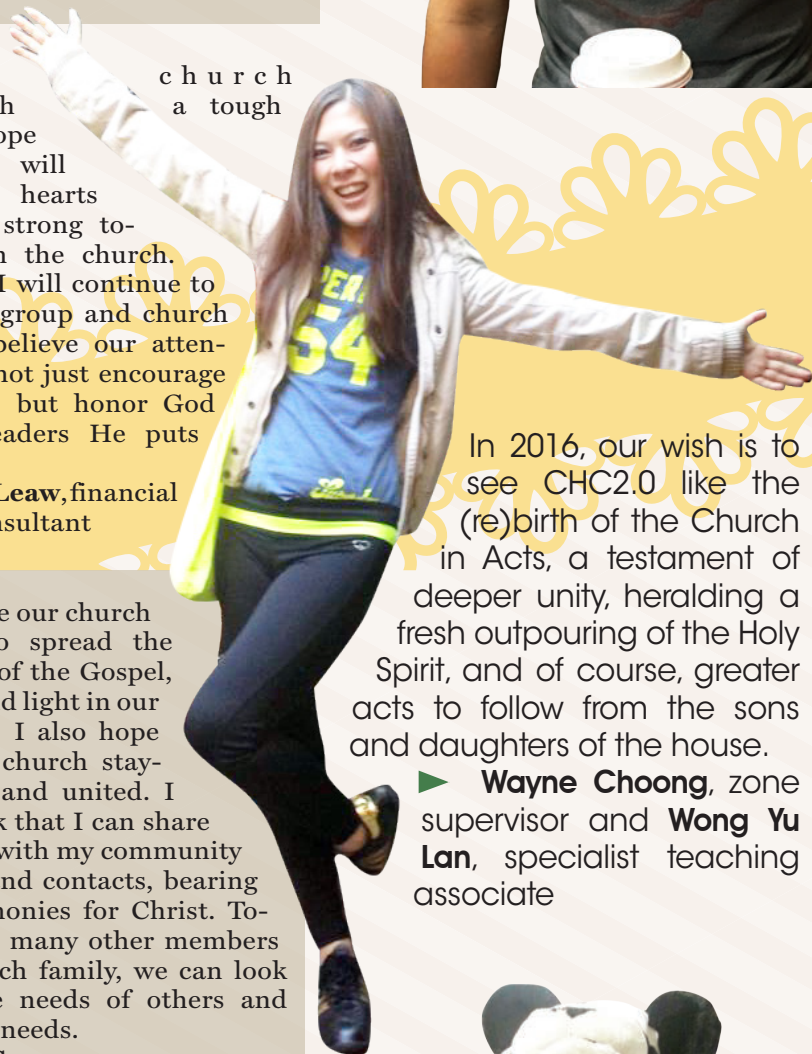 church
a tough
ope
will
hearts
strong to-
the church.
I will continue to
group and church
believe our atten-
not just encourage
but honor God
eaders He puts
Leaw, financial
nsultant
e our church
o spread the
of the Gospel,
d light in our
I also hope
church stay-
and united. I
k that I can share
with my community
nd contacts, bearing
monies for Christ. To-
many other members
ch family, we can look
e needs of others and
needs.
54
In 2016, our wish is to
see CHC2.0 like the
(re)birth of the Church
in Acts, a testament of
deeper unity, heralding a
fresh outpouring of the Holy
Spirit, and of course, greater
acts to follow from the sons
and daughters of the house.
► Wayne Choong, zone
supervisor and Wong Yu
Lan, specialist teaching
associate